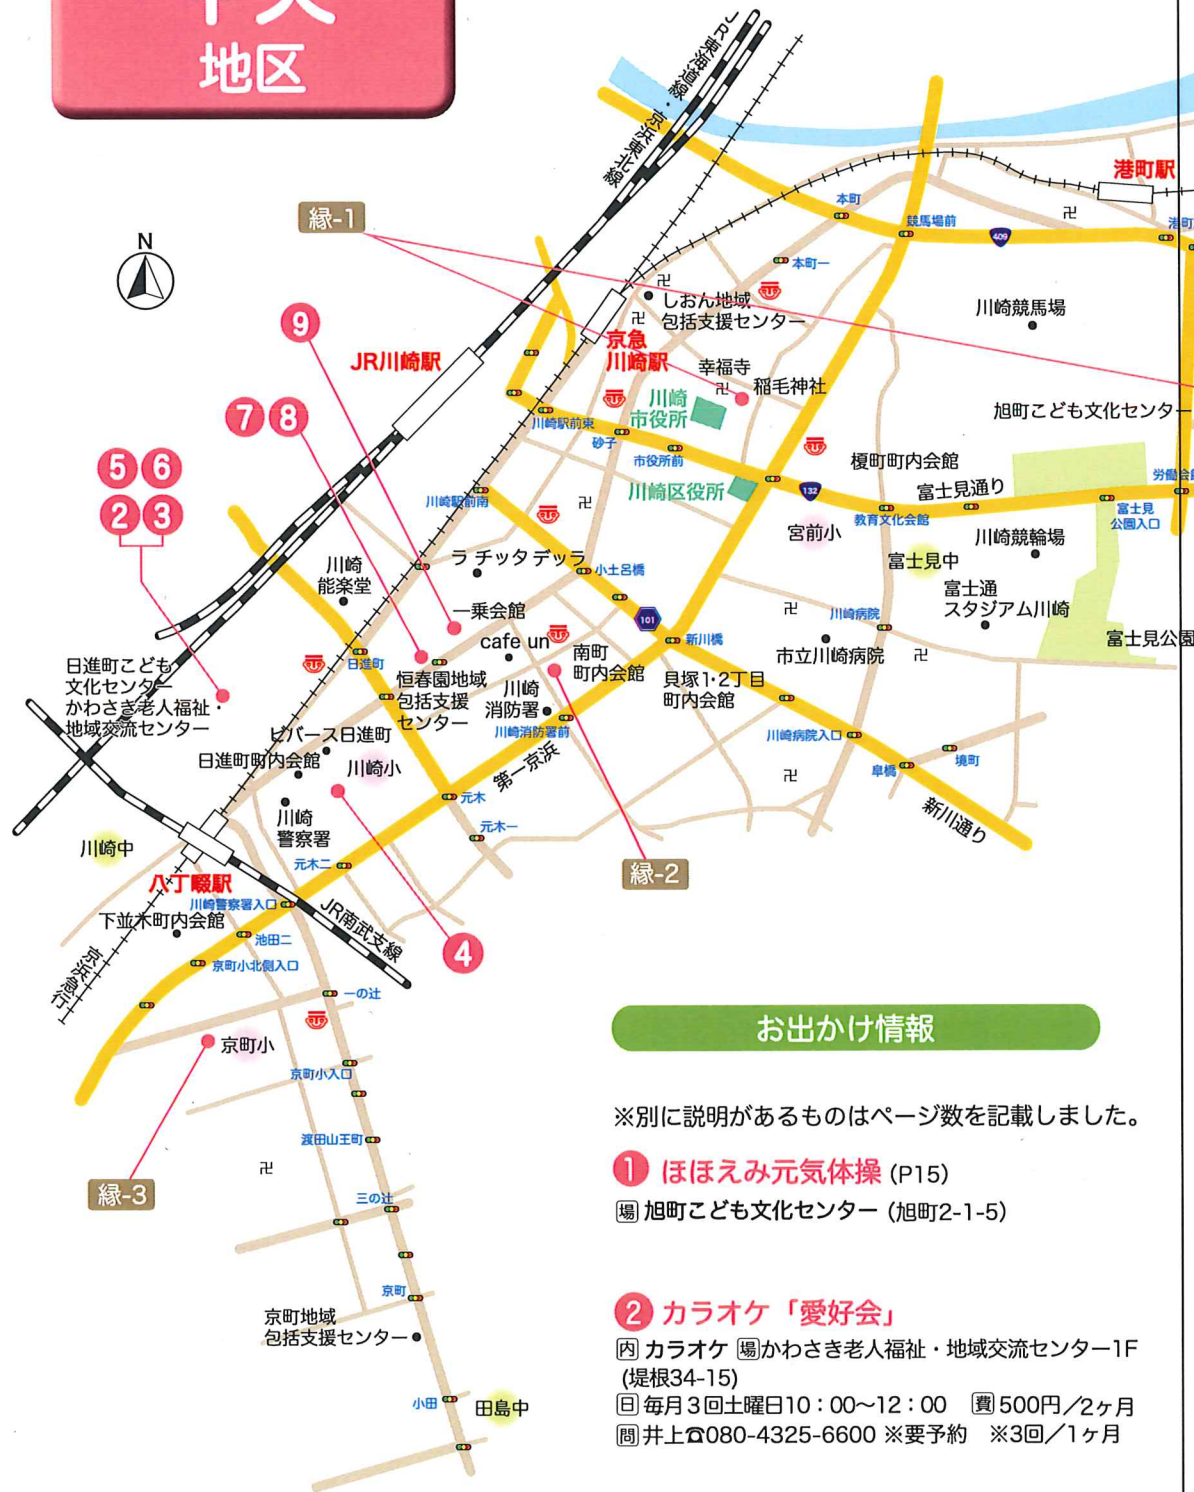 地区
JR東海道線・京浜東北線
港町駅
本町
競馬場前
409
縁-1
N
本町一
しおん地域
包括支援センター
川崎競馬場
9
JR川崎駅
京急
川崎駅
幸福寺
稲毛神社
7 8
川崎
市役所
旭町こども文化センター
川崎駅前東
砂子
市役所前
榎町町内会館
5 6
2 3
川崎駅前南
川崎区役所
132
富士見通り
教育文化会館
富士見
公園入口
宮前小
川崎競輪場
富士見中
川崎
能楽堂
ラ チッタ デッラ
小土呂橋
富士通
スタジアム川崎
一乗会館
101
川崎病院
cafe un
新川橋
市立川崎病院
富士見公園
日進町
南町
町内会館
日進町こども
文化センター
かわさき老人福祉・
地域交流センター
恒春園地域
包括支援
センター
川崎
消防署
貝塚1・2丁目
町内会館
川崎消防署前
川崎病院入口
ビバース日進町
日進町町内会館
川崎小
第一京浜
境町
皐橋
川崎
警察署
元木
元木一
新川通り
川崎中
元木二
縁-2
八丁畷駅
川崎警察署入口
JR南武支線
下並木町内会館
池田二
4
京浜急行
京町小北側入口
一の辻
京町小
京町小入口
渡田山王町
縁-3
三の辻
京町
京町地域
包括支援センター
小田
田島中
お出かけ情報
※別に説明があるものはページ数を記載しました。
1 ほほえみ元気体操 (P15)
場 旭町こども文化センター (旭町2-1-5)
2 カラオケ「愛好会」
内 カラオケ 場 かわさき老人福祉・地域交流センター1F
(堤根34-15)
日 毎月3回土曜日10：00〜12：00 費 500円／2ヶ月
問 井上☎080-4325-6600 ※要予約 ※3回／1ヶ月